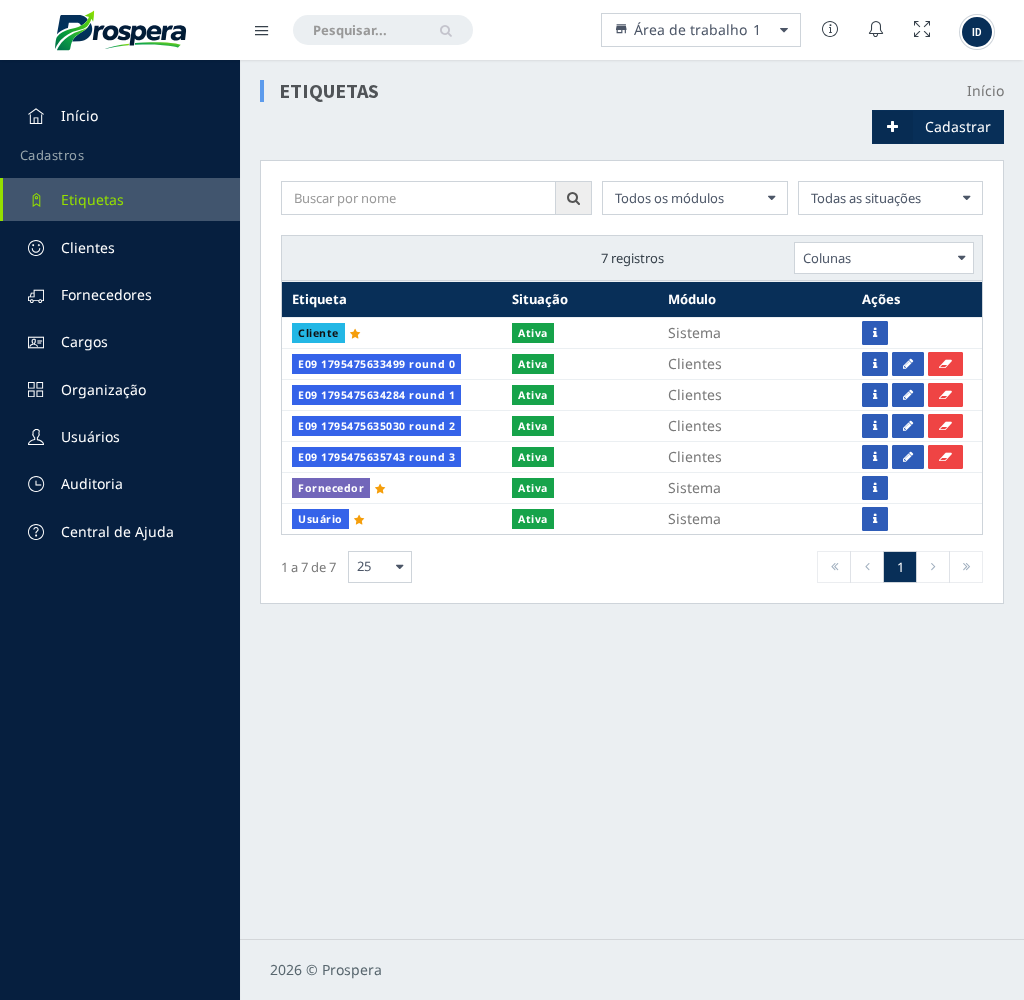 Prospera
Pesquisar...
Área de trabalho 1
ID
Início
Cadastros
Etiquetas
Clientes
Fornecedores
Cargos
Organização
Usuários
Auditoria
Central de Ajuda
ETIQUETAS
Início
Cadastrar
Buscar por nome
Todos os módulos
Todas as situações
7 registros
Colunas
Etiqueta Situação Módulo Ações
Cliente Ativa Sistema
E09 1795475633499 round 0 Ativa Clientes
E09 1795475634284 round 1 Ativa Clientes
E09 1795475635030 round 2 Ativa Clientes
E09 1795475635743 round 3 Ativa Clientes
Fornecedor Ativa Sistema
Usuário Ativa Sistema
1 a 7 de 7 25 « ‹ 1 › »
2026 © Prospera